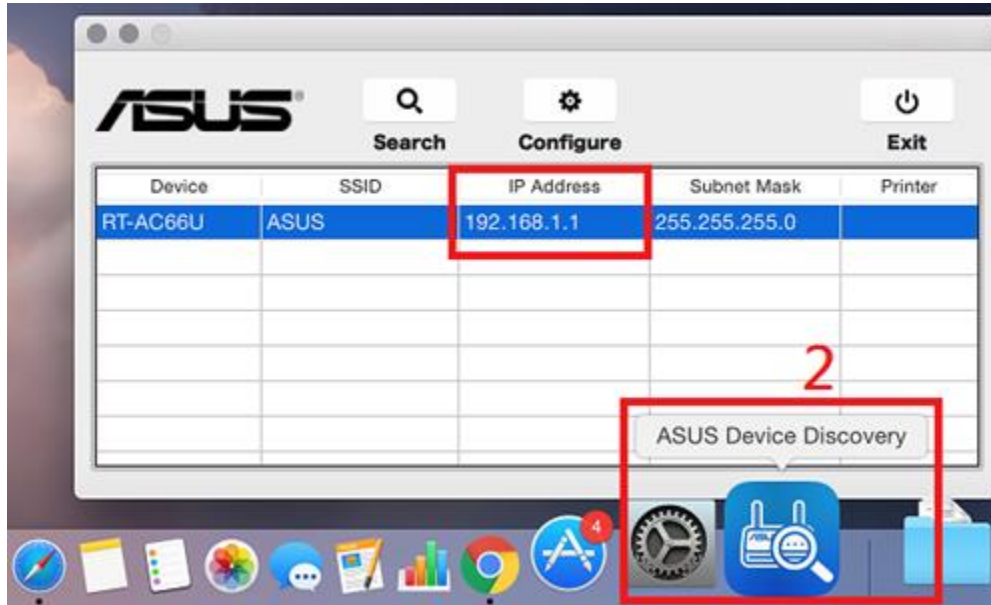 ASUS
Search
Configure
Exit
Device SSID IP Address Subnet Mask Printer
RT-AC66U ASUS 192.168.1.1 255.255.255.0
2
ASUS Device Discovery
4
ASUS